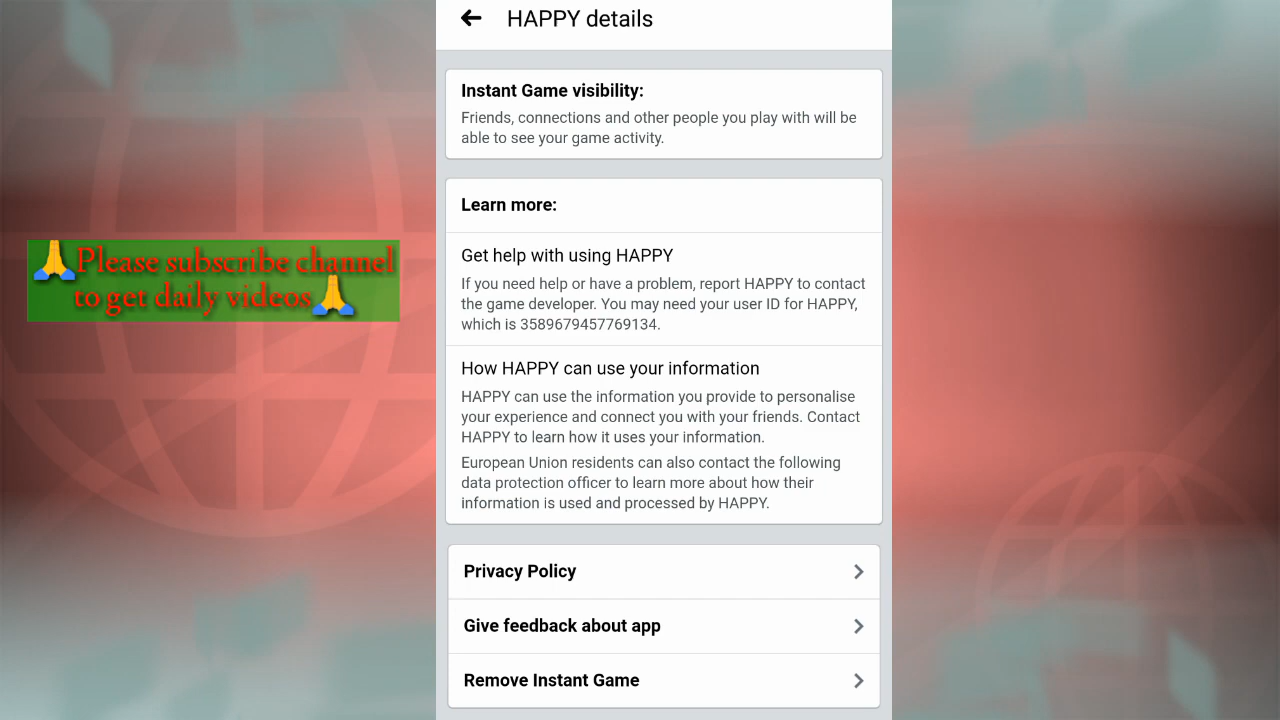 HAPPY details
Instant Game visibility:
Friends, connections and other people you play with will be
able to see your game activity.
Learn more:
Get help with using HAPPY
If you need help or have a problem, report HAPPY to contact
the game developer. You may need your user ID for HAPPY,
which is 3589679457769134.
How HAPPY can use your information
HAPPY can use the information you provide to personalise
your experience and connect you with your friends. Contact
HAPPY to learn how it uses your information.
European Union residents can also contact the following
data protection officer to learn more about how their
information is used and processed by HAPPY.
Privacy Policy
Give feedback about app
Remove Instant Game
🙏Please subscribe channel
to get daily videos🙏